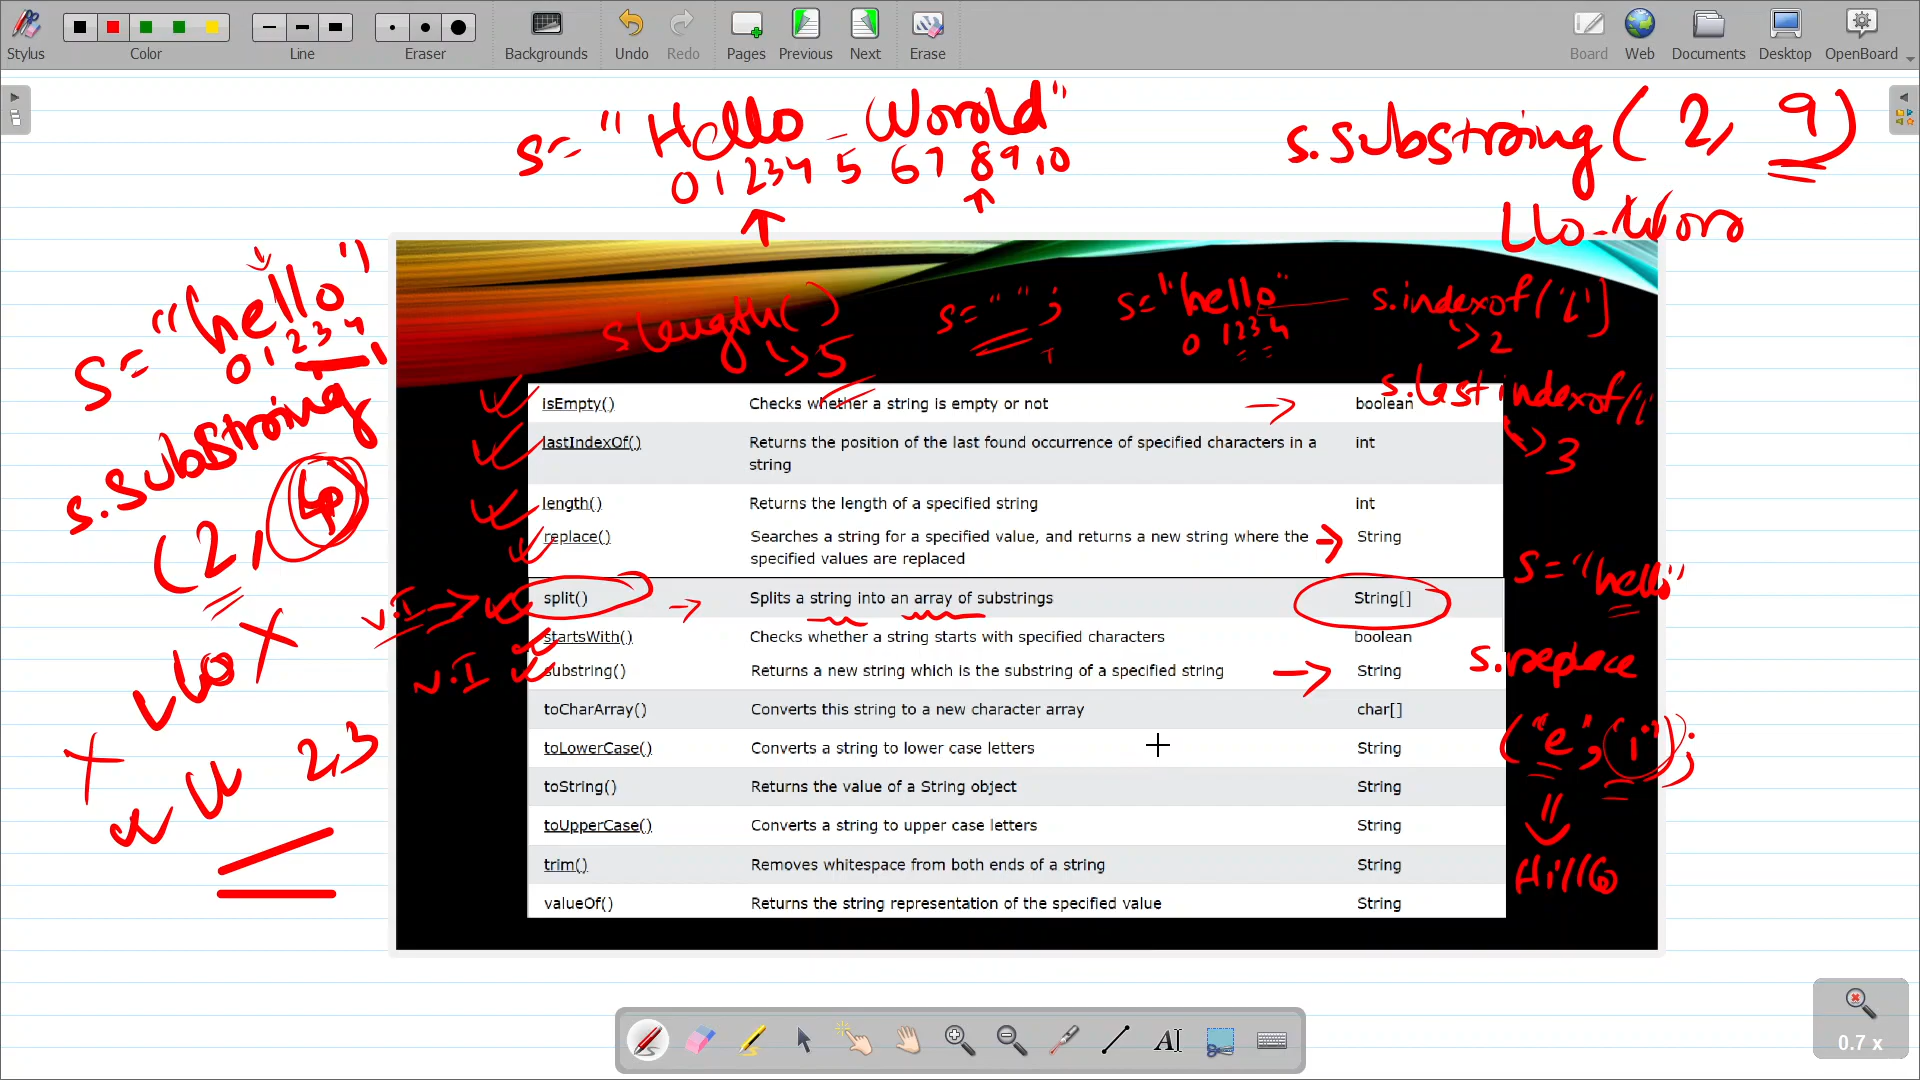 Stylus Color Line Eraser Backgrounds Undo Redo Pages Previous Next Erase Board Web Documents Desktop OpenBoard
s= "Hello_World"
0 1 2 3 4 5 6 7 8 9 10
s.substring(2, 9)
llo-Wor
s= "hello"
0 1 2 3 4
s.substring
(2, 4)
llo X
X
ll 2,3
s.length()
5
s=" ";
s="hello"
0 1 2 3 4
s.indexof('l')
2
s.lastindexof('l'
3
isEmpty() Checks whether a string is empty or not boolean
lastIndexOf() Returns the position of the last found occurrence of specified characters in a int
string
length() Returns the length of a specified string int
replace() Searches a string for a specified value, and returns a new string where the String
specified values are replaced
v.I split() Splits a string into an array of substrings String[]
startsWith() Checks whether a string starts with specified characters boolean
v.I substring() Returns a new string which is the substring of a specified string String
toCharArray() Converts this string to a new character array char[]
toLowerCase() Converts a string to lower case letters String
toString() Returns the value of a String object String
toUpperCase() Converts a string to upper case letters String
trim() Removes whitespace from both ends of a string String
valueOf() Returns the string representation of the specified value String
s="hello"
s.replace
("e", "i");
Hillo
0.7 x